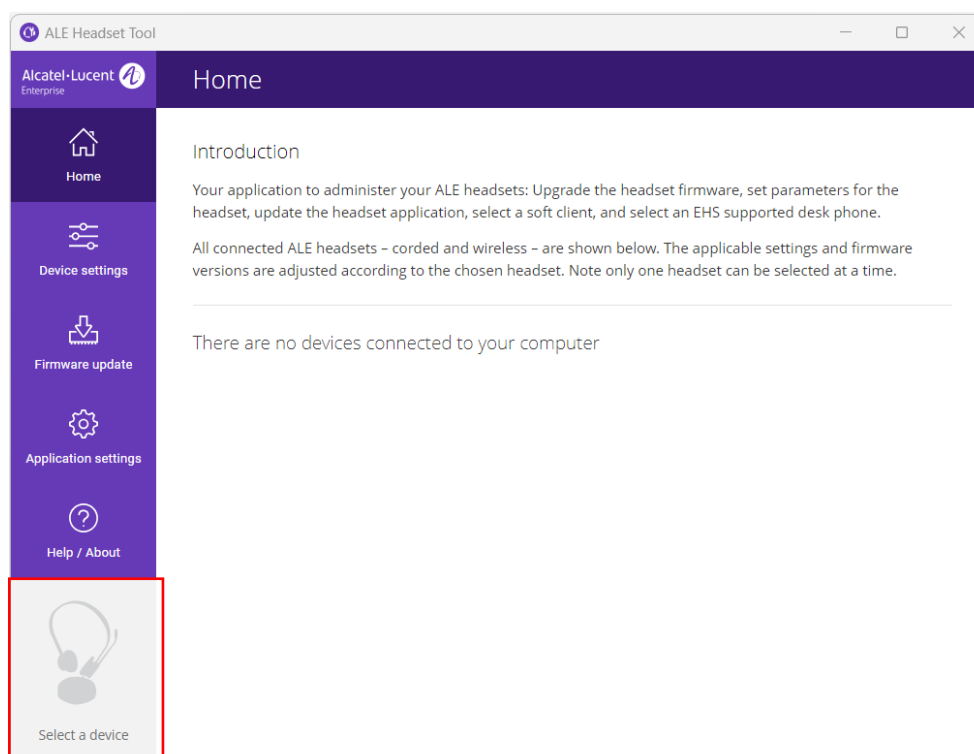 ALE Headset Tool
Alcatel·Lucent
Enterprise
Home
Home
Introduction
Your application to administer your ALE headsets: Upgrade the headset firmware, set parameters for the
headset, update the headset application, select a soft client, and select an EHS supported desk phone.
All connected ALE headsets – corded and wireless – are shown below. The applicable settings and firmware
versions are adjusted according to the chosen headset. Note only one headset can be selected at a time.
Device settings
There are no devices connected to your computer
Firmware update
Application settings
Help / About
Select a device